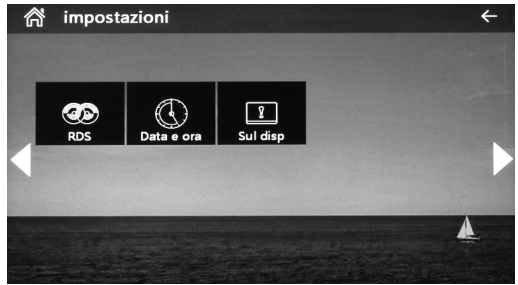 impostazioni
RDS
Data e ora
Sul disp